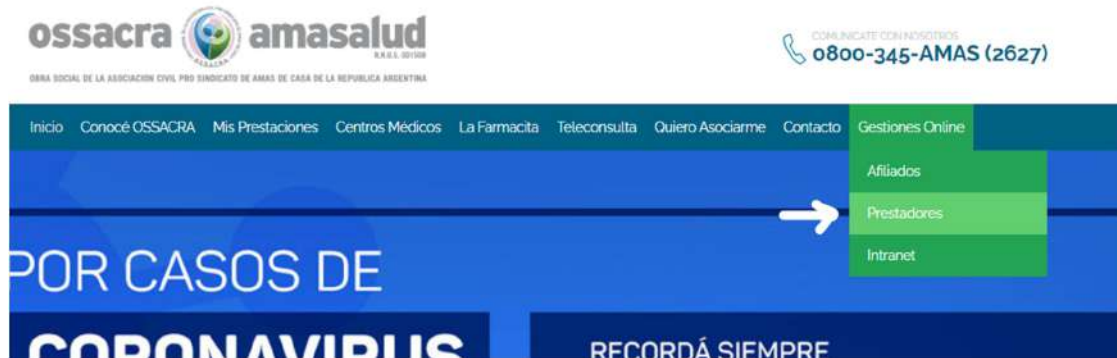 ossacra amasalud
R.N.O.S. 001508
OBRA SOCIAL DE LA ASOCIACION CIVIL PRO SINDICATO DE AMAS DE CASA DE LA REPUBLICA ARGENTINA
COMUNICATE CON NOSOTROS
0800-345-AMAS (2627)
Inicio Conocé OSSACRA Mis Prestaciones Centros Médicos La Farmacita Teleconsulta Quiero Asociarme Contacto Gestiones Online
Afiliados
Prestadores
Intranet
POR CASOS DE
CORONAVIRUS
RECORDÁ SIEMPRE